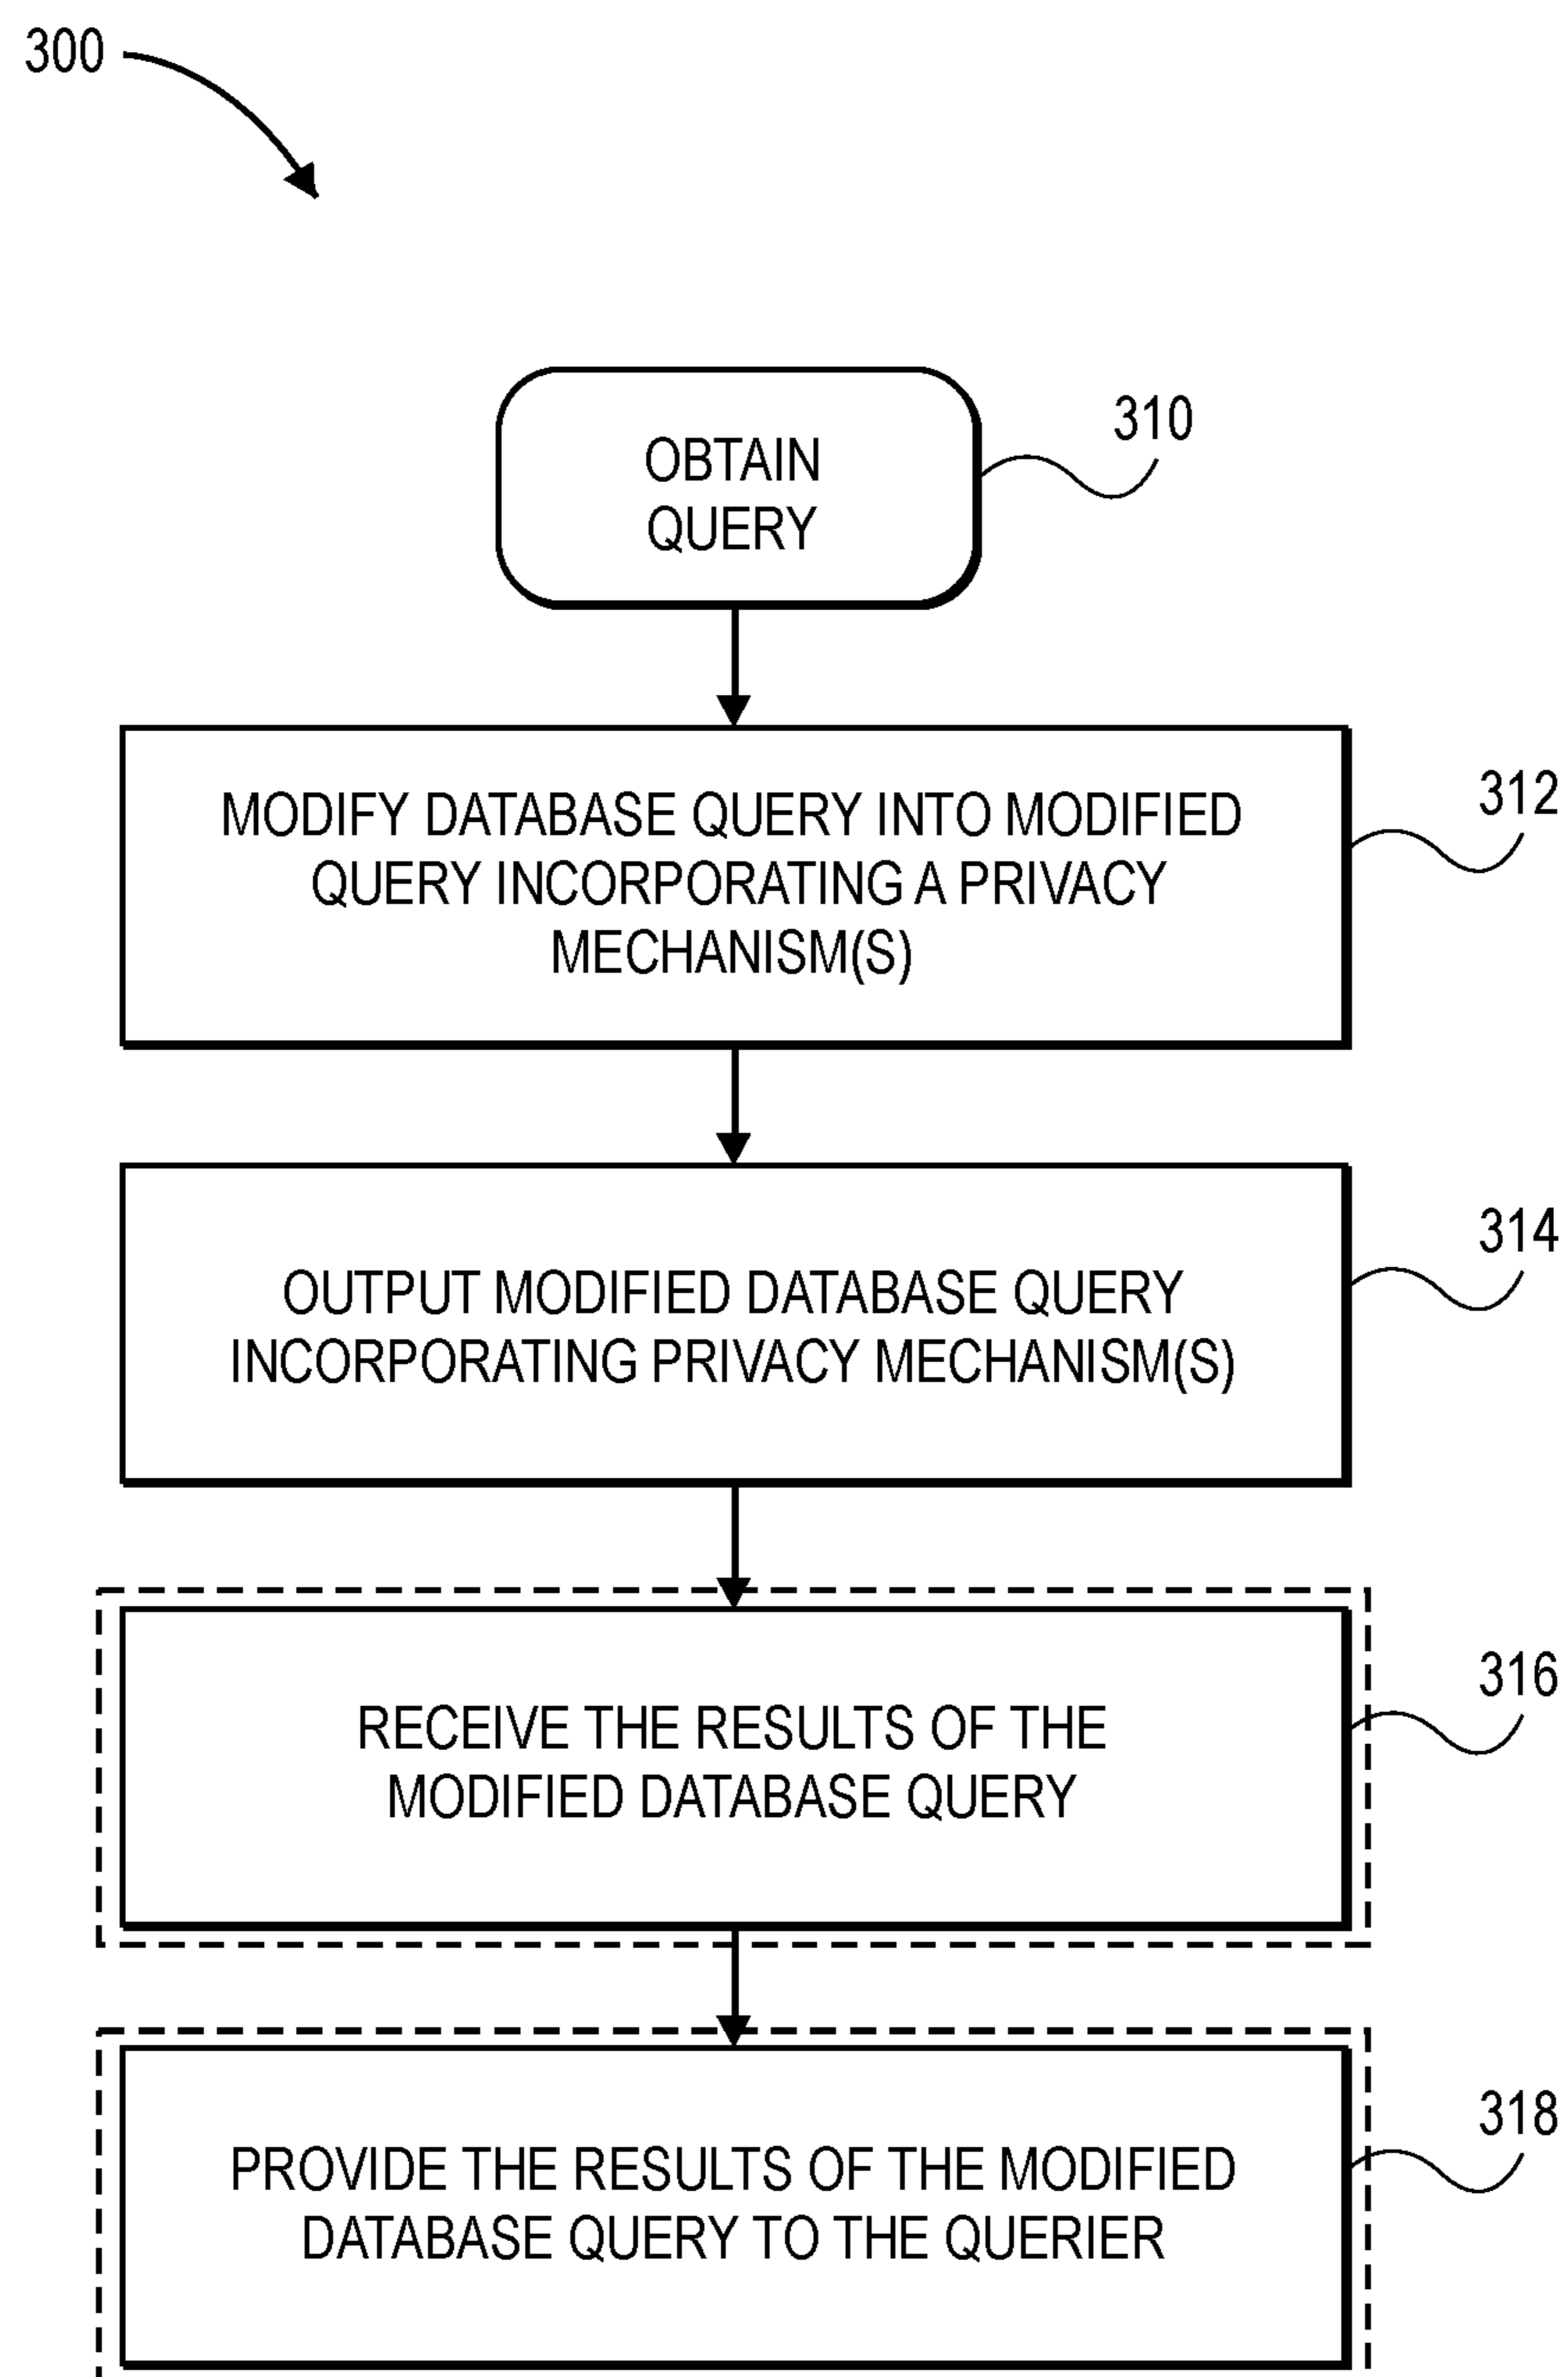 300
310
OBTAIN
QUERY
312
MODIFY DATABASE QUERY INTO MODIFIED
QUERY INCORPORATING A PRIVACY
MECHANISM(S)
314
OUTPUT MODIFIED DATABASE QUERY
INCORPORATING PRIVACY MECHANISM(S)
316
RECEIVE THE RESULTS OF THE
MODIFIED DATABASE QUERY
318
PROVIDE THE RESULTS OF THE MODIFIED
DATABASE QUERY TO THE QUERIER